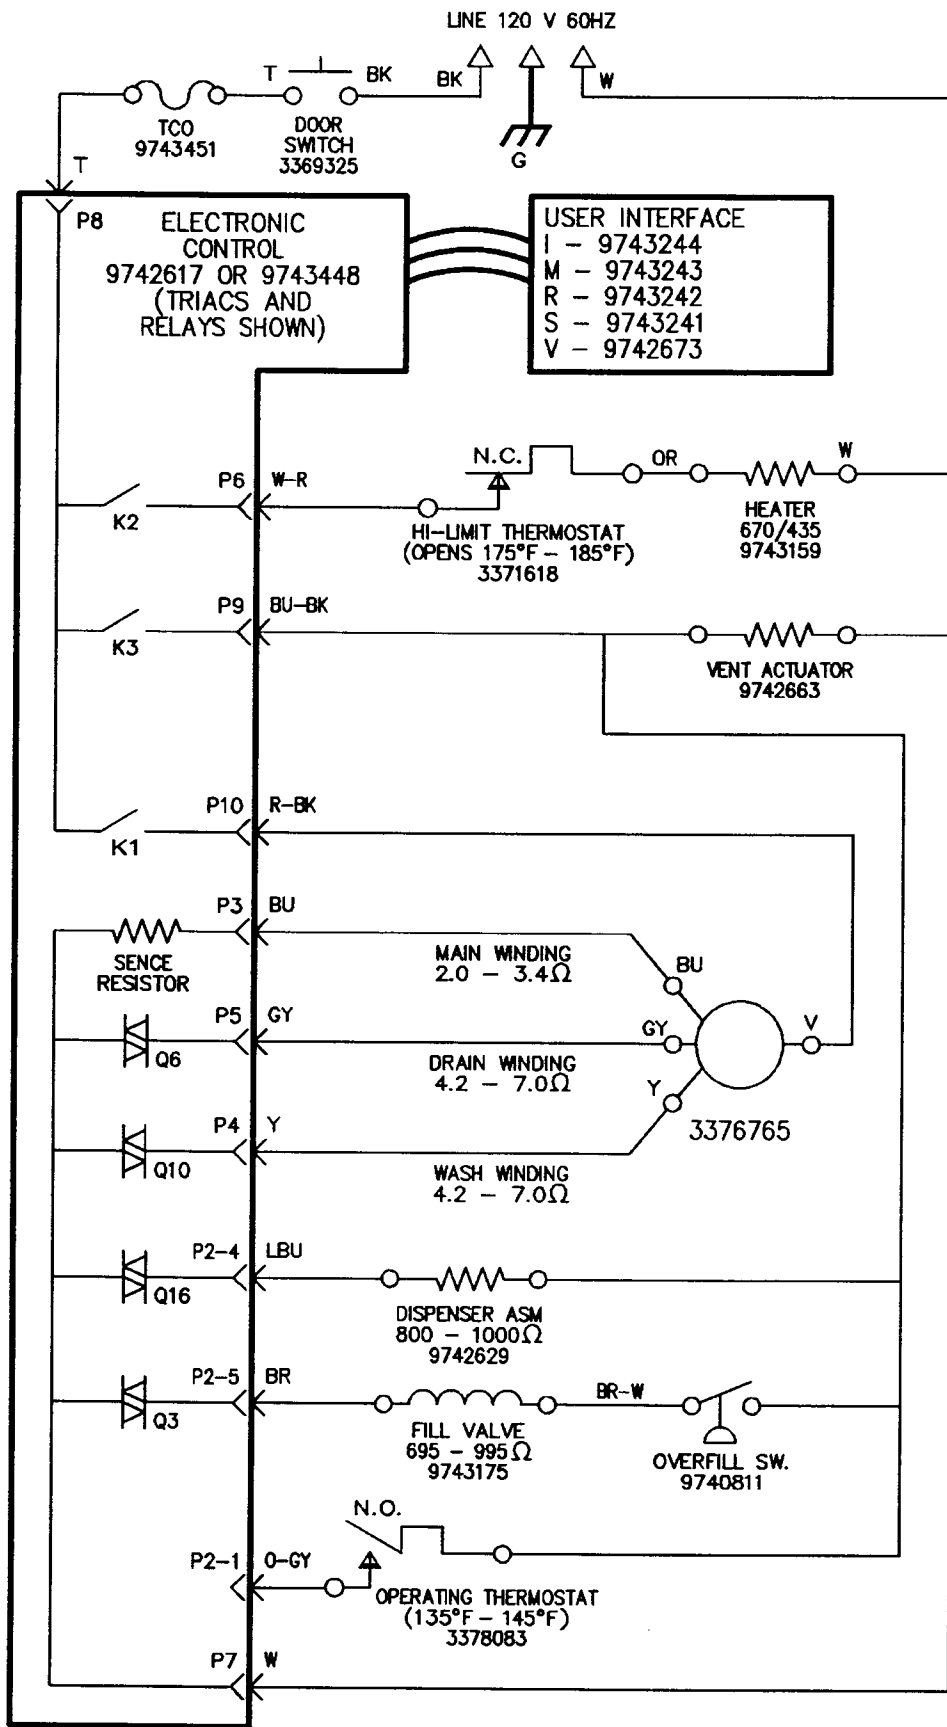 LINE 120 V 60HZ
T
BK
BK
W
TCO
9743451
DOOR
SWITCH
3369325
G
T
P8
ELECTRONIC
CONTROL
9742617 OR 9743448
(TRIACS AND
RELAYS SHOWN)
USER INTERFACE
I - 9743244
M - 9743243
R - 9743242
S - 9743241
V - 9742673
P6
W-R
N.C.
OR
W
K2
HI-LIMIT THERMOSTAT
(OPENS 175°F - 185°F)
3371618
HEATER
670/435
9743159
P9
BU-BK
K3
VENT ACTUATOR
9742663
P10
R-BK
K1
P3
BU
SENCE
RESISTOR
MAIN WINDING
2.0 - 3.4Ω
BU
P5
GY
GY
V
Q6
DRAIN WINDING
4.2 - 7.0Ω
Y
P4
Y
3376765
Q10
WASH WINDING
4.2 - 7.0Ω
P2-4
LBU
Q16
DISPENSER ASM
800 - 1000Ω
9742629
P2-5
BR
BR-W
Q3
FILL VALVE
695 - 995Ω
9743175
OVERFILL SW.
9740811
N.O.
P2-1
O-GY
OPERATING THERMOSTAT
(135°F - 145°F)
3378083
P7
W